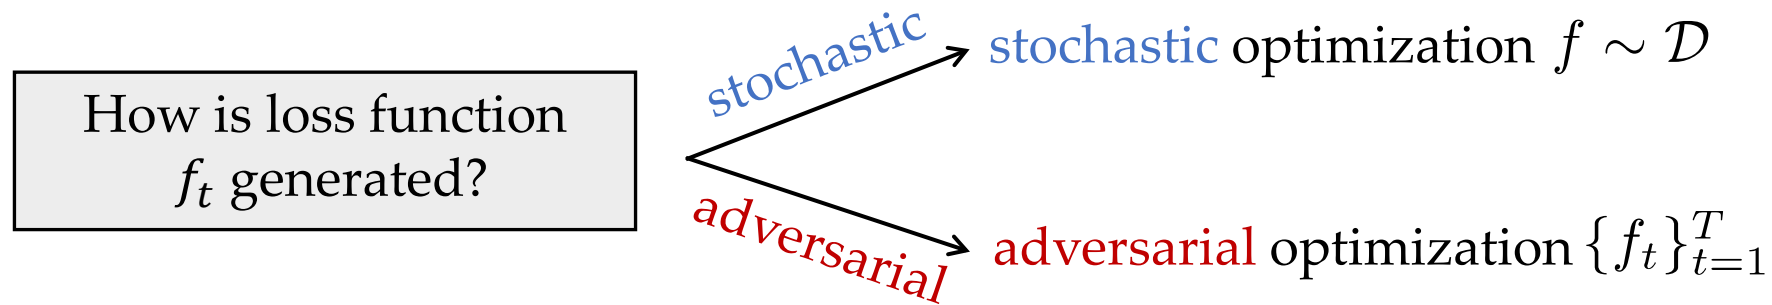 How is loss function
f_t generated?
stochastic
stochastic optimization f ∼ 𝒟
adversarial
adversarial optimization {f_t}_{t=1}^T